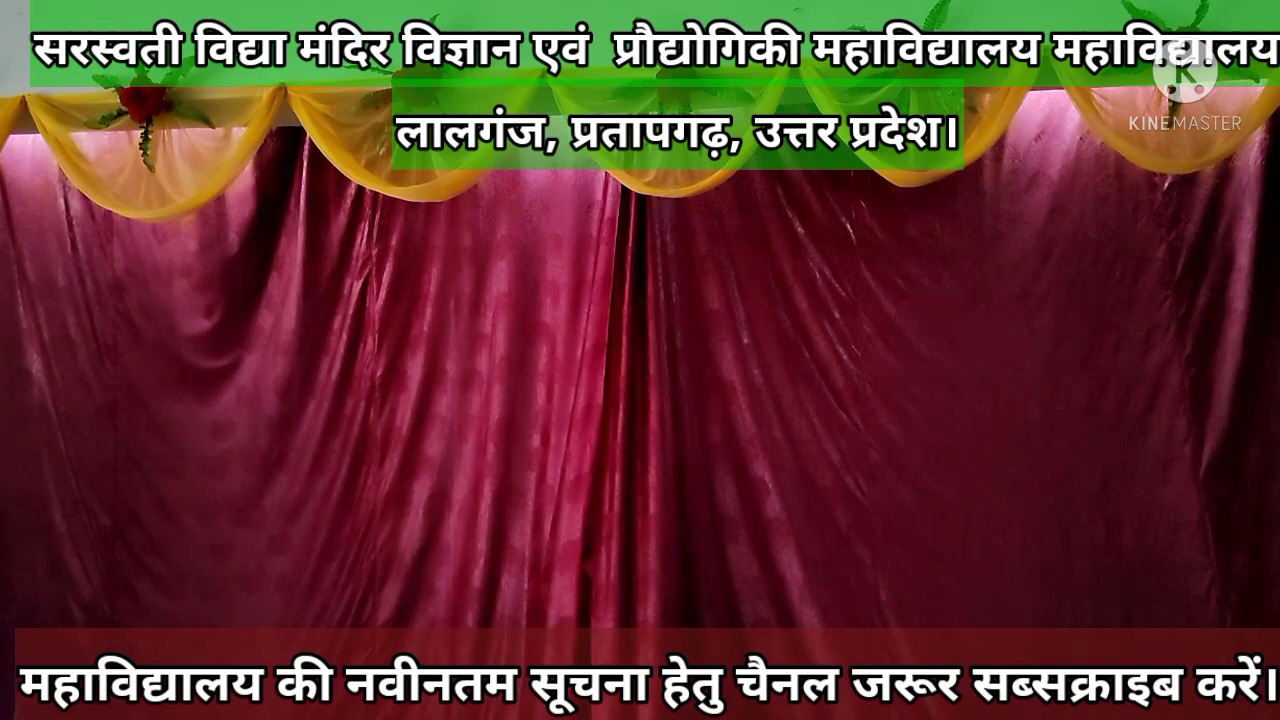 सरस्वती विद्या मंदिर विज्ञान एवं प्रौद्योगिकी महाविद्यालय महाविद्यालय
K
KINEMASTER
लालगंज, प्रतापगढ़, उत्तर प्रदेश।
महाविद्यालय की नवीनतम सूचना हेतु चैनल जरूर सब्सक्राइब करें।